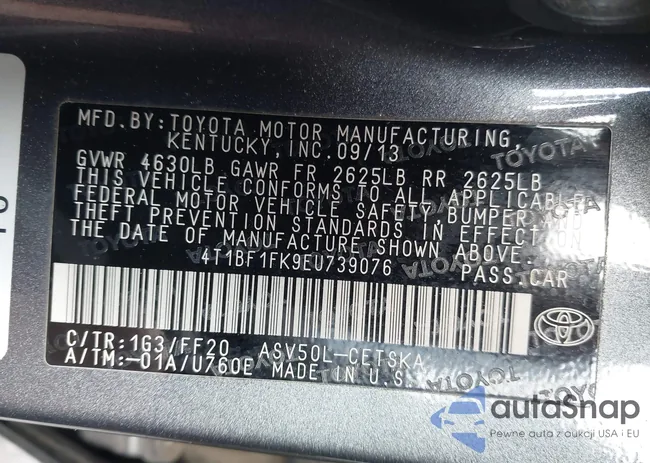 MFD.BY:TOYOTA MOTOR MANUFACTURING,
KENTUCKY,INC.09/13
GVWR 4630LB GAWR FR 2625LB RR 2625LB
THIS VEHICLE CONFORMS TO ALL APPLICABLE
FEDERAL MOTOR VEHICLE SAFETY,BUMPER,AND
THEFT PREVENTION STANDARDS IN EFFECT ON
THE DATE OF MANUFACTURE SHOWN ABOVE.
4T1BF1FK9EU739076 PASS.CAR
C/TR:1G3/FF20 ASV50L-CETSKA
A/TM:-01A/U760E MADE IN U.S.A.
TOYOTA
autoSnap
Pewne auta z aukcji USA i EU